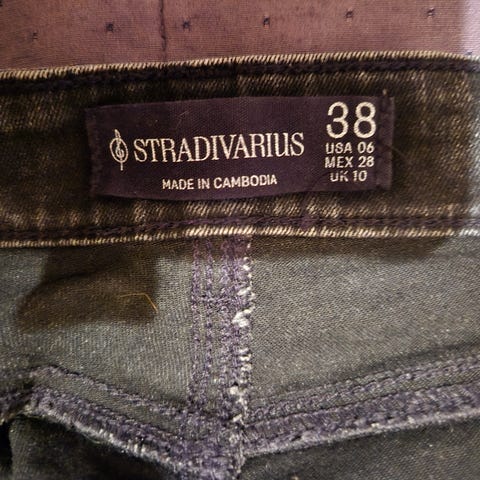 STRADIVARIUS
MADE IN CAMBODIA
38
USA 06
MEX 28
UK 10